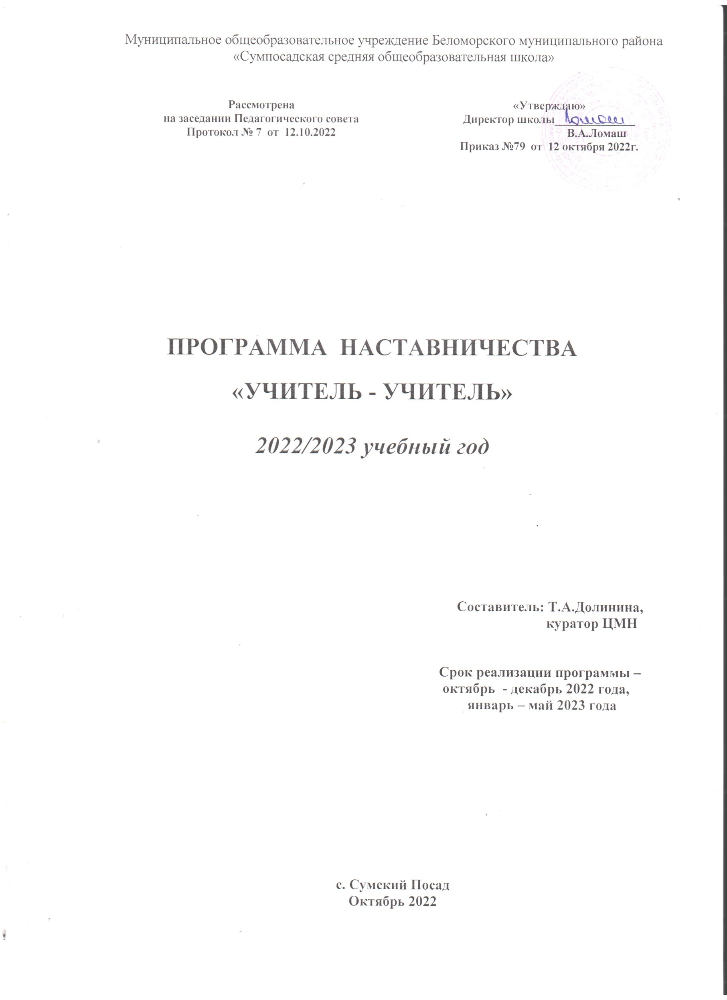 Муниципальное общеобразовательное учреждение Беломорского муниципального района
«Сумпосадская средняя общеобразовательная школа»
Рассмотрена
на заседании Педагогического совета
Протокол № 7 от 12.10.2022
«Утверждаю»
Директор школы
В.А.Ломаш
Приказ №79 от 12 октября 2022г.
ПРОГРАММА НАСТАВНИЧЕСТВА
«УЧИТЕЛЬ - УЧИТЕЛЬ»
2022/2023 учебный год
Составитель: Т.А.Долинина,
куратор ЦМН
Срок реализации программы –
октябрь - декабрь 2022 года,
январь – май 2023 года
с. Сумский Посад
Октябрь 2022